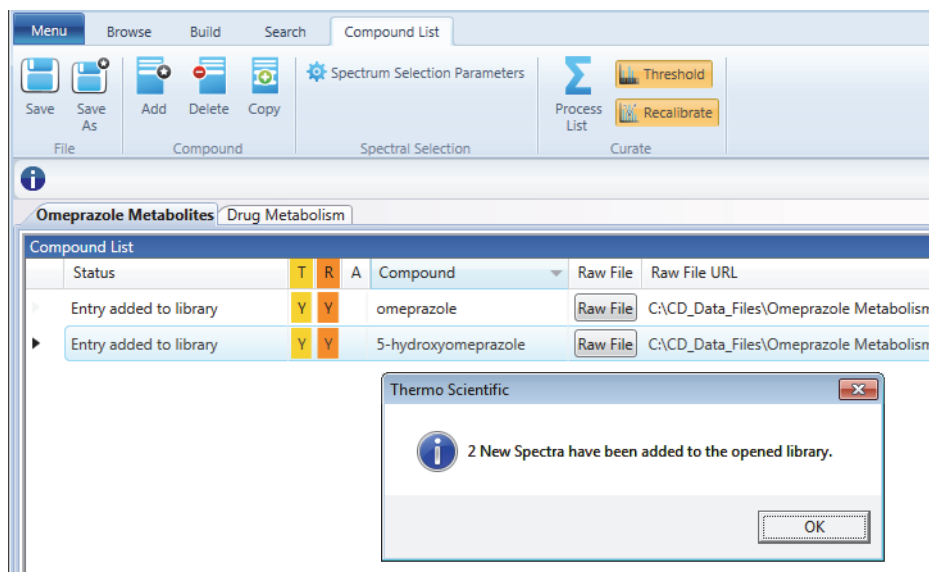 Menu Browse Build Search Compound List
Save Save As Add Delete Copy Spectrum Selection Parameters Process List Threshold Recalibrate
File Compound Spectral Selection Curate
Omeprazole Metabolites Drug Metabolism
Compound List
Status T R A Compound Raw File Raw File URL
Entry added to library Y Y omeprazole Raw File C:\CD_Data_Files\Omeprazole Metabolism
Entry added to library Y Y 5-hydroxyomeprazole Raw File C:\CD_Data_Files\Omeprazole Metabolism
Thermo Scientific
2 New Spectra have been added to the opened library.
OK